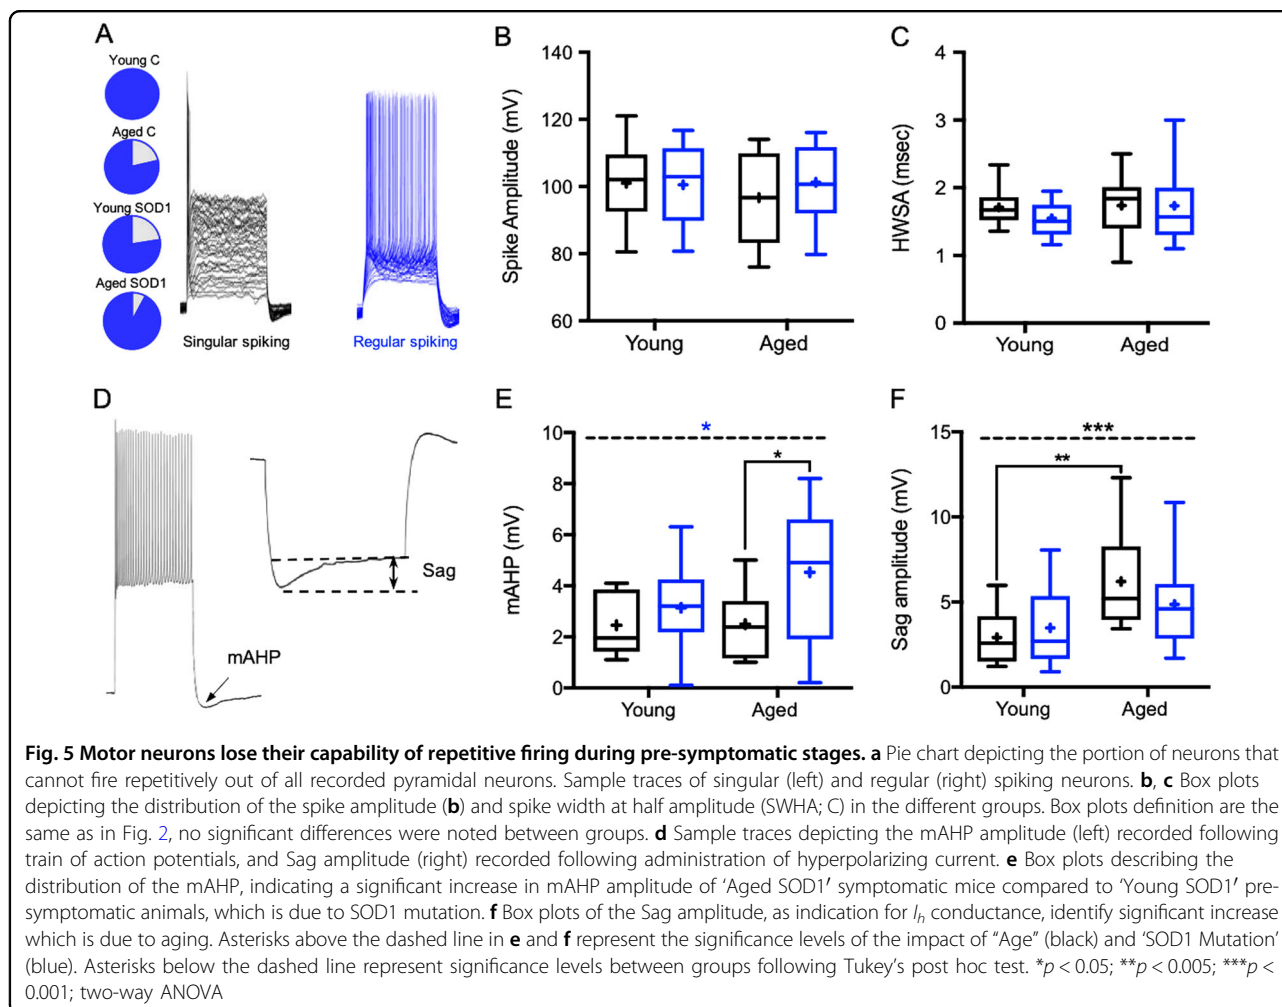 A
Young C
Aged C
Young SOD1
Aged SOD1
Singular spiking
Regular spiking
B
Spike Amplitude (mV)
140
120
100
80
60
Young
Aged
C
HWSA (msec)
4
3
2
1
0
Young
Aged
D
mAHP
Sag
E
mAHP (mV)
10
8
6
4
2
0
*
*
Young
Aged
F
Sag amplitude (mV)
15
10
5
0
***
**
Young
Aged
Fig. 5 Motor neurons lose their capability of repetitive firing during pre-symptomatic stages. a Pie chart depicting the portion of neurons that
cannot fire repetitively out of all recorded pyramidal neurons. Sample traces of singular (left) and regular (right) spiking neurons. b, c Box plots
depicting the distribution of the spike amplitude (b) and spike width at half amplitude (SWHA; C) in the different groups. Box plots definition are the
same as in Fig. 2, no significant differences were noted between groups. d Sample traces depicting the mAHP amplitude (left) recorded following
train of action potentials, and Sag amplitude (right) recorded following administration of hyperpolarizing current. e Box plots describing the
distribution of the mAHP, indicating a significant increase in mAHP amplitude of ‘Aged SOD1′ symptomatic mice compared to ‘Young SOD1′ pre-
symptomatic animals, which is due to SOD1 mutation. f Box plots of the Sag amplitude, as indication for Ih conductance, identify significant increase
which is due to aging. Asterisks above the dashed line in e and f represent the significance levels of the impact of “Age” (black) and ‘SOD1 Mutation’
(blue). Asterisks below the dashed line represent significance levels between groups following Tukey’s post hoc test. *p < 0.05; **p < 0.005; ***p <
0.001; two-way ANOVA